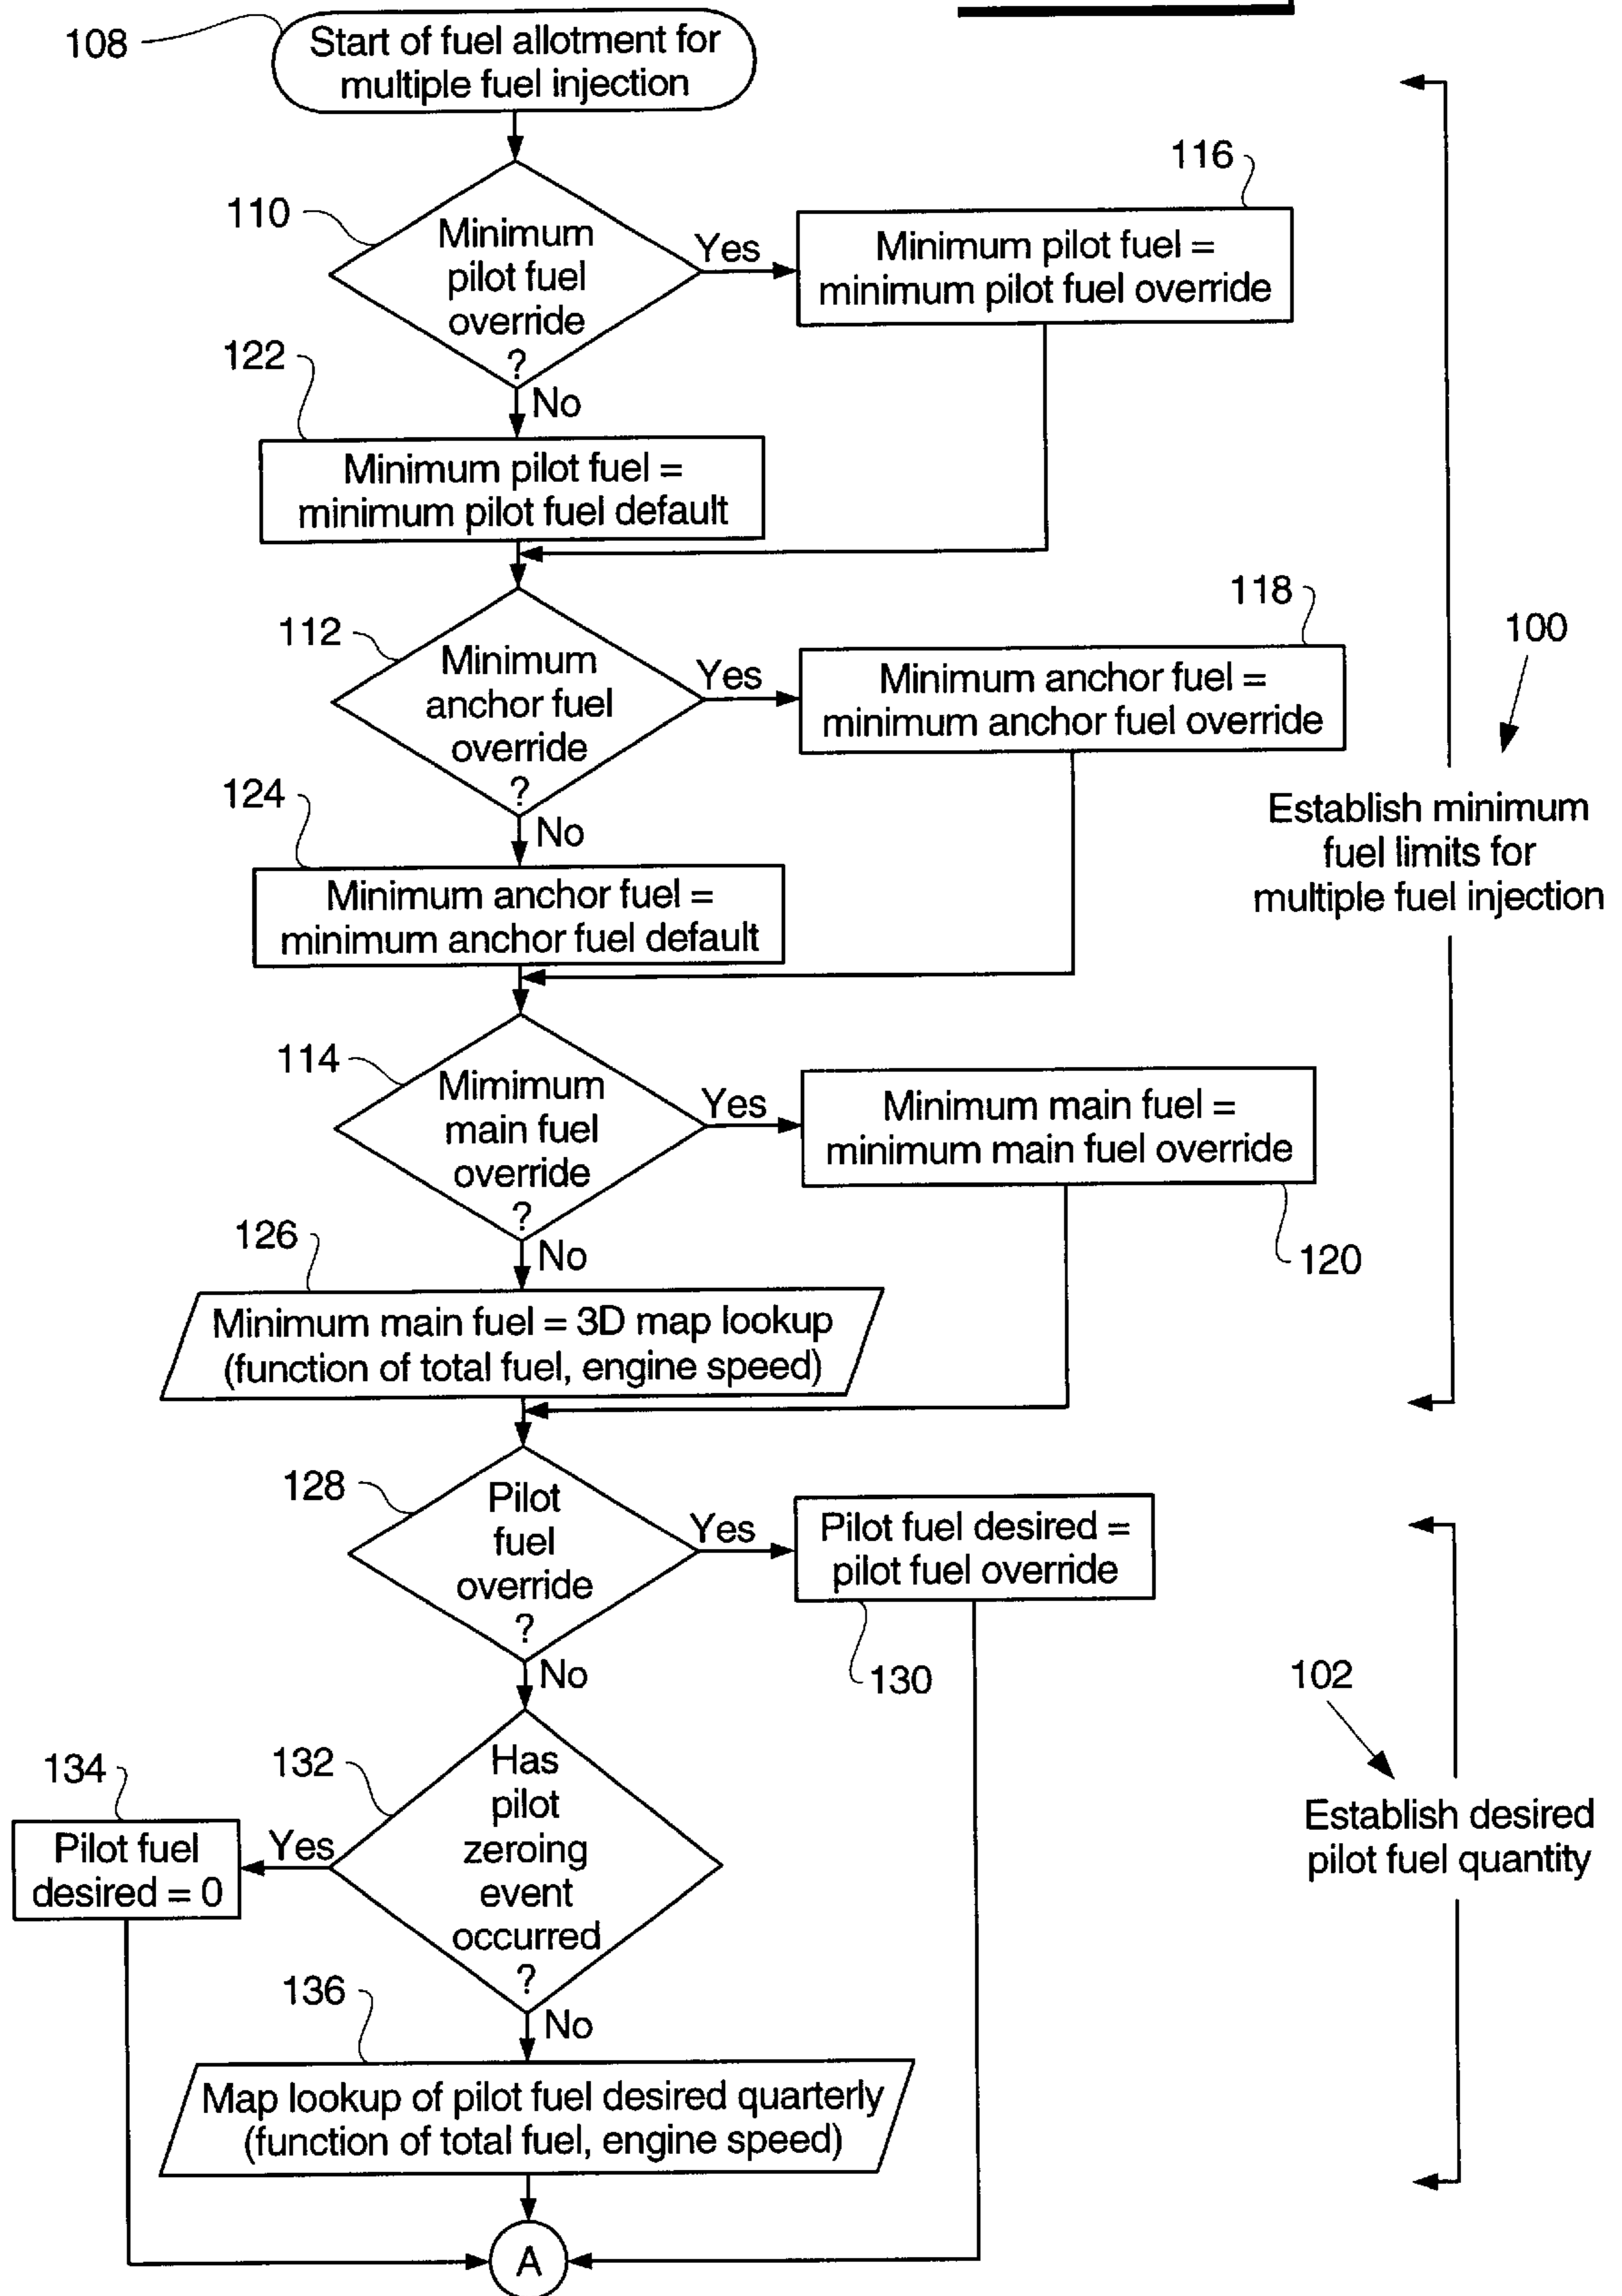 108
Start of fuel allotment for
multiple fuel injection
116
110
Minimum
pilot fuel
override
?
Yes
Minimum pilot fuel =
minimum pilot fuel override
122
No
Minimum pilot fuel =
minimum pilot fuel default
118
112
Minimum
anchor fuel
override
?
Yes
Minimum anchor fuel =
minimum anchor fuel override
100
Establish minimum
fuel limits for
multiple fuel injection
124
No
Minimum anchor fuel =
minimum anchor fuel default
114
Mimimum
main fuel
override
?
Yes
Minimum main fuel =
minimum main fuel override
120
126
No
Minimum main fuel = 3D map lookup
(function of total fuel, engine speed)
128
Pilot
fuel
override
?
Yes
Pilot fuel desired =
pilot fuel override
130
No
102
Establish desired
pilot fuel quantity
134
132
Has
pilot
zeroing
event
occurred
?
Yes
Pilot fuel
desired = 0
136
No
Map lookup of pilot fuel desired quarterly
(function of total fuel, engine speed)
A